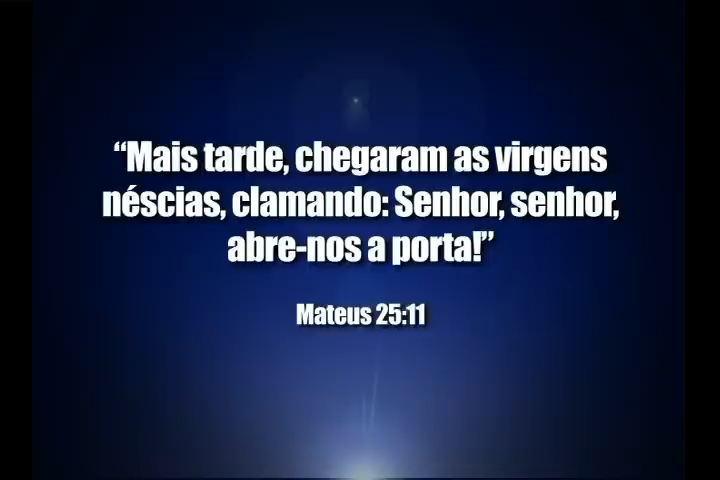 “Mais tarde, chegaram as virgens
néscias, clamando: Senhor, senhor,
abre-nos a porta!”
Mateus 25:11